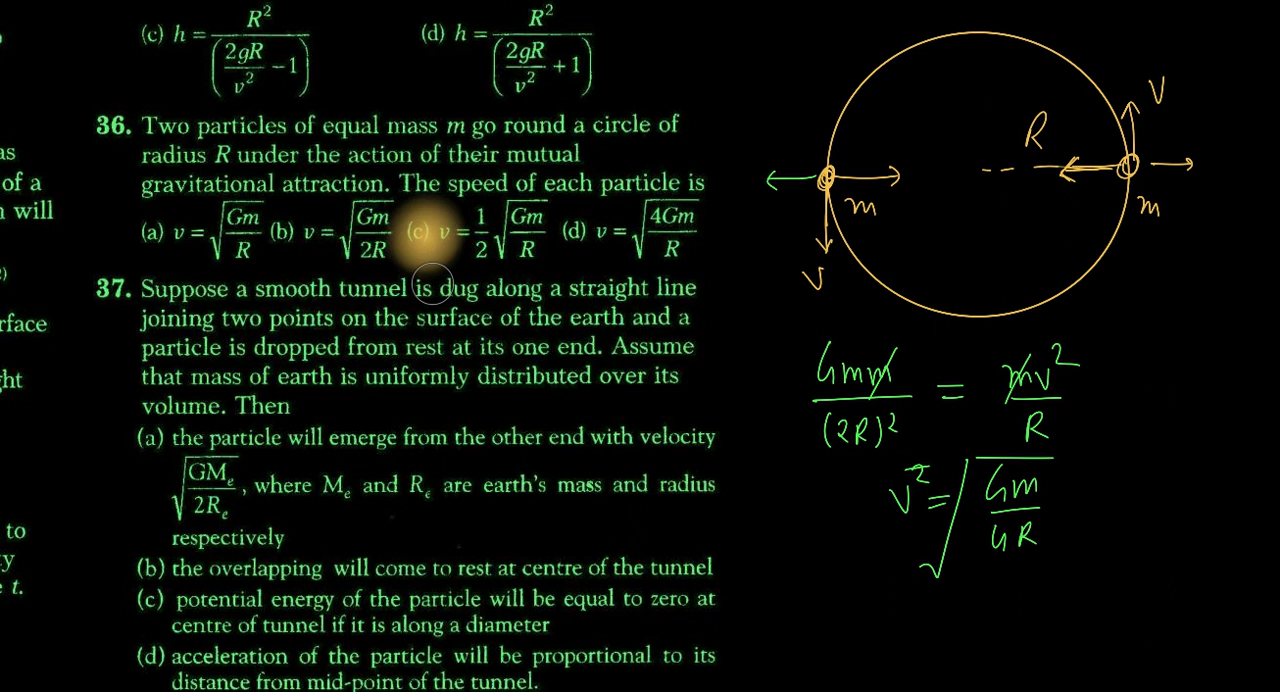 (c) h = R² / (2gR/v² − 1)   (d) h = R² / (2gR/v² + 1)
36. Two particles of equal mass m go round a circle of
radius R under the action of their mutual
gravitational attraction. The speed of each particle is
(a) v = √(Gm/R) (b) v = √(Gm/2R) (c) v = 1/2 √(Gm/R) (d) v = √(4Gm/R)
37. Suppose a smooth tunnel is dug along a straight line
joining two points on the surface of the earth and a
particle is dropped from rest at its one end. Assume
that mass of earth is uniformly distributed over its
volume. Then
(a) the particle will emerge from the other end with velocity
√(GMₑ/2Rₑ), where Mₑ and Rₑ are earth's mass and radius
respectively
(b) the overlapping will come to rest at centre of the tunnel
(c) potential energy of the particle will be equal to zero at
centre of tunnel if it is along a diameter
(d) acceleration of the particle will be proportional to its
distance from mid-point of the tunnel.
as
of a
will
rface
ght
to
t.
V
R
m
m
V
Gmm/(2R)² = mv²/R
v² = √(Gm/4R)